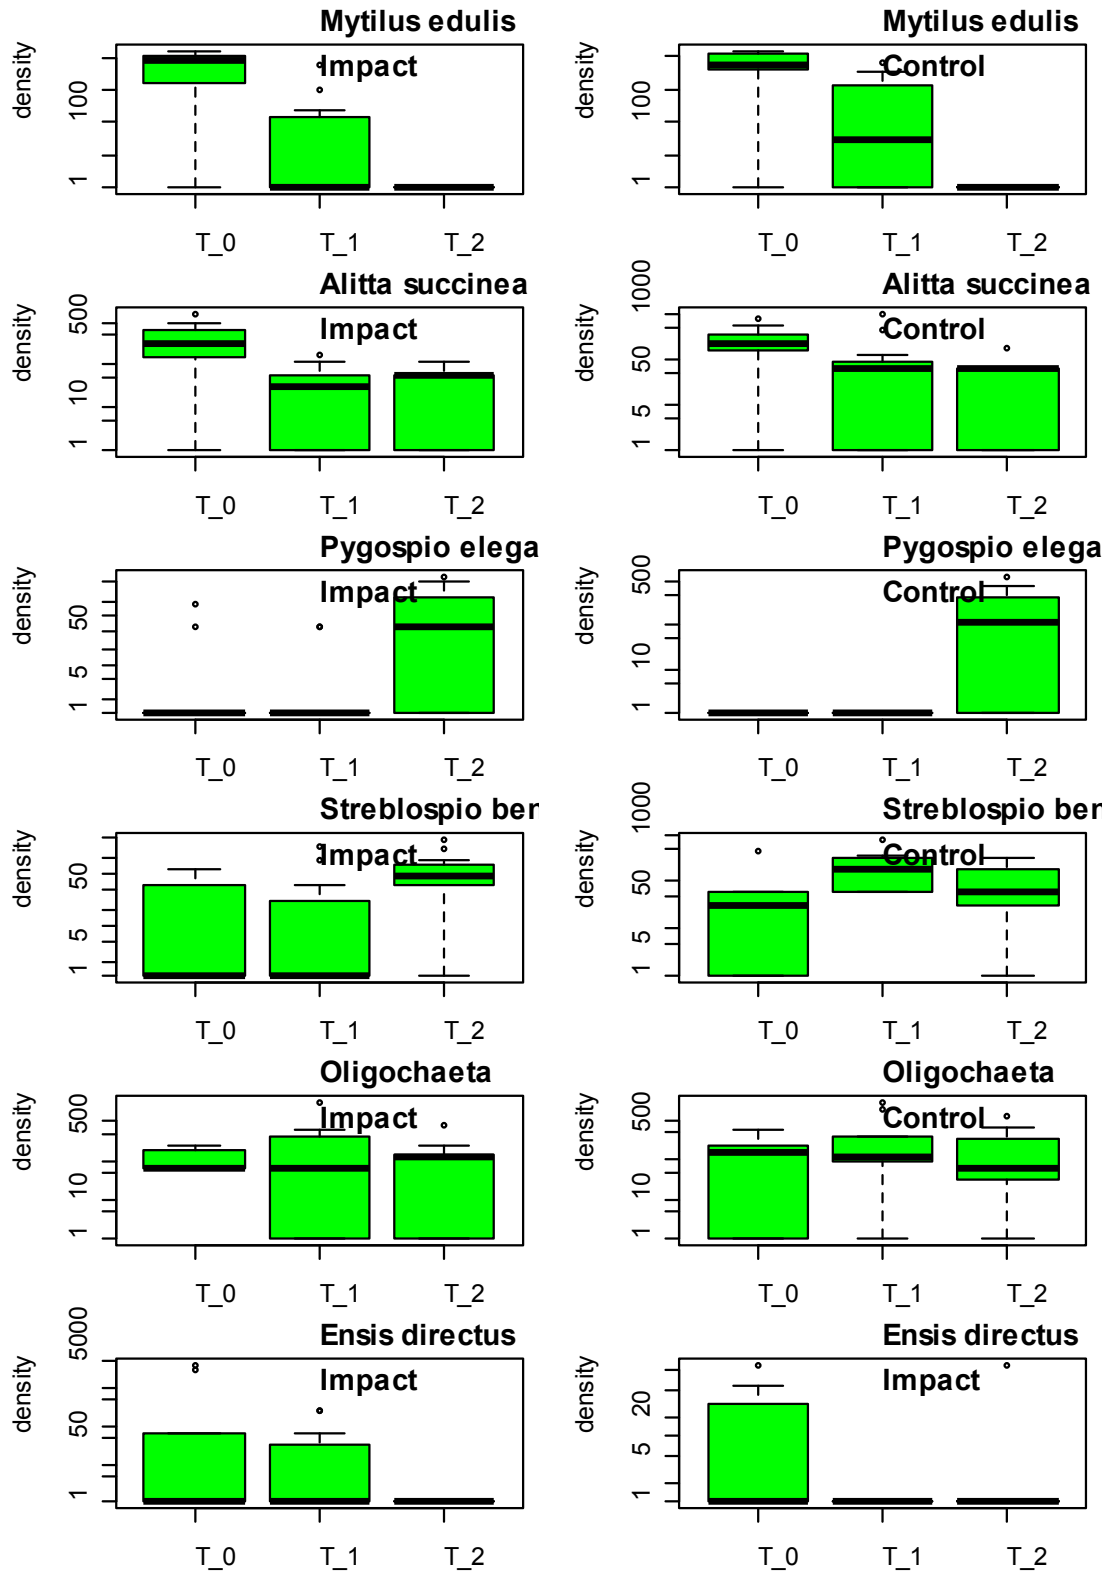 Mytilus edulis
Impact
density
100
1
T_0 T_1 T_2
Mytilus edulis
Control
density
100
1
T_0 T_1 T_2
Alitta succinea
Impact
density
500
10
1
T_0 T_1 T_2
Alitta succinea
Control
density
1000
50
5
1
T_0 T_1 T_2
Pygospio elega
Impact
density
50
5
1
T_0 T_1 T_2
Pygospio elega
Control
density
500
10
1
T_0 T_1 T_2
Streblospio ben
Impact
density
50
5
1
T_0 T_1 T_2
Streblospio ben
Control
density
1000
50
5
1
T_0 T_1 T_2
Oligochaeta
Impact
density
500
10
1
T_0 T_1 T_2
Oligochaeta
Control
density
500
10
1
T_0 T_1 T_2
Ensis directus
Impact
density
5000
50
1
T_0 T_1 T_2
Ensis directus
Impact
density
20
5
1
T_0 T_1 T_2